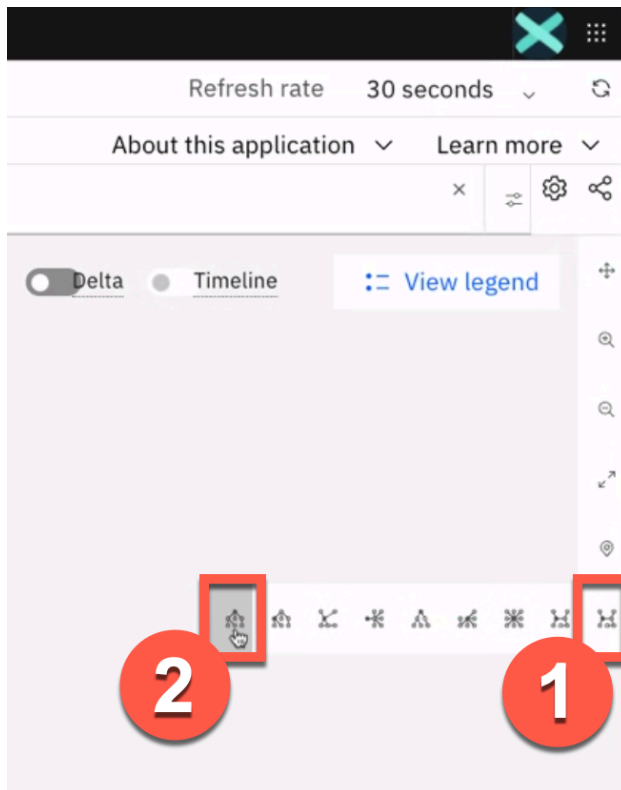 Refresh rate 30 seconds
About this application Learn more
Delta Timeline View legend
2 1